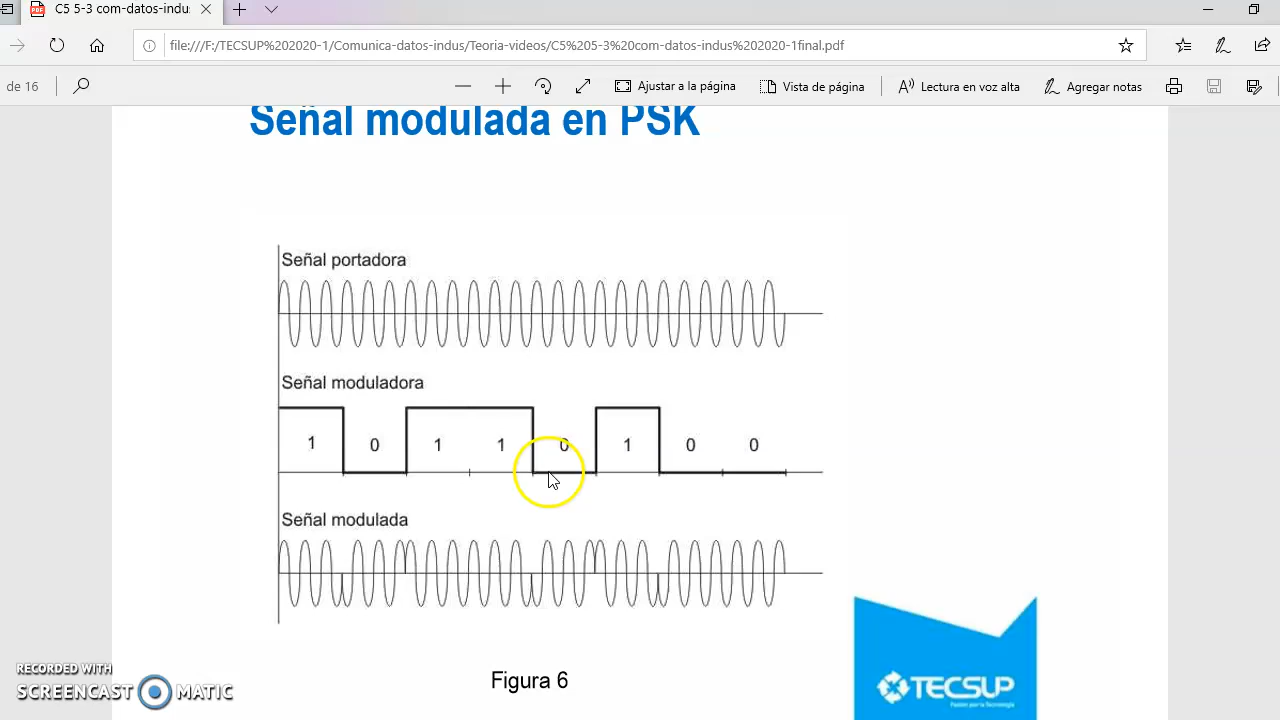 C5 5-3 com-datos-indus
file:///F:/TECSUP%202020-1/Comunica-datos-indus/Teoria-videos/C5%205-3%20com-datos-indus%202020-1final.pdf
de 16
Ajustar a la página
Vista de página
Lectura en voz alta
Agregar notas
Señal modulada en PSK
Señal portadora
Señal moduladora
1 0 1 1 0 1 0 0
Señal modulada
Figura 6
RECORDED WITH
SCREENCAST MATIC
TECSUP